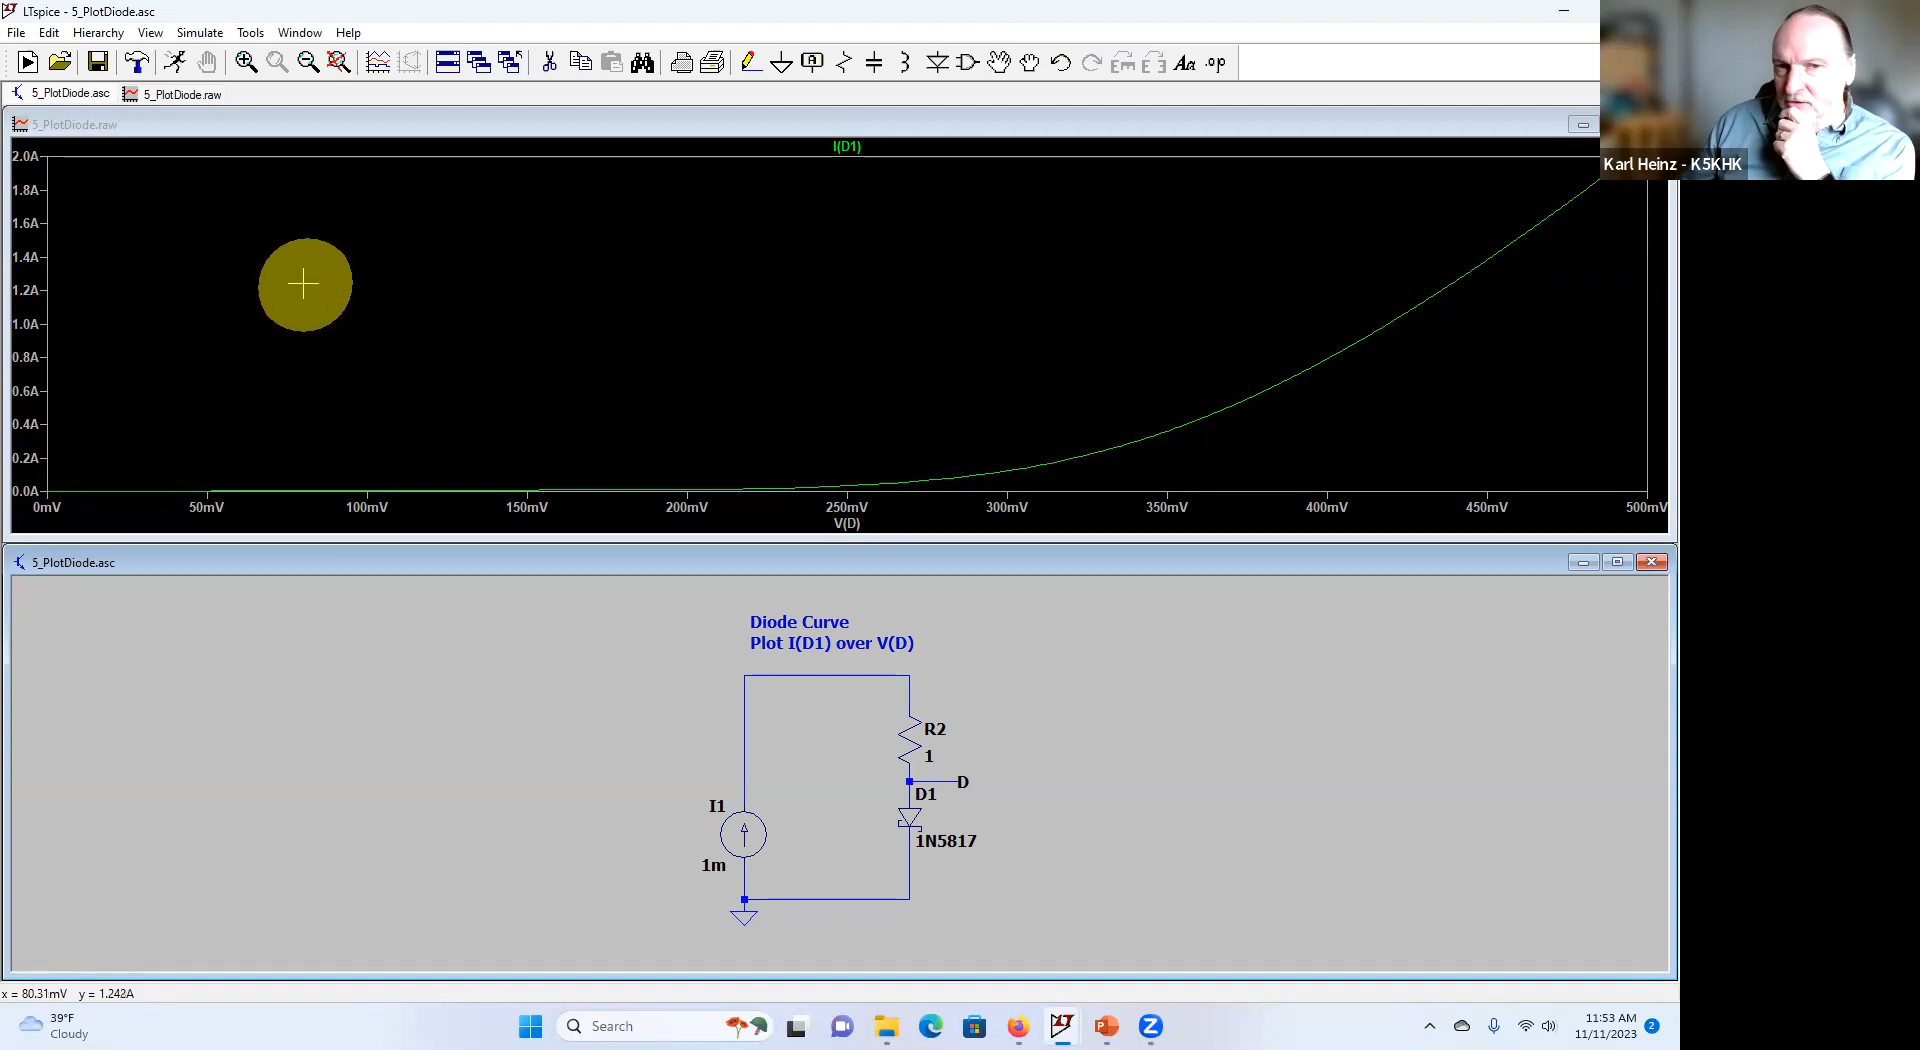 LTspice - 5_PlotDiode.asc
File Edit Hierarchy View Simulate Tools Window Help
Aa .op
5_PlotDiode.asc 5_PlotDiode.raw
5_PlotDiode.raw
I(D1)
2.0A
1.8A
1.6A
1.4A
1.2A
1.0A
0.8A
0.6A
0.4A
0.2A
0.0A
0mV 50mV 100mV 150mV 200mV 250mV 300mV 350mV 400mV 450mV 500mV
V(D)
Karl Heinz - K5KHK
5_PlotDiode.asc
Diode Curve
Plot I(D1) over V(D)
R2
1
D
D1
I1
1N5817
1m
x = 80.31mV y = 1.242A
39°F
Cloudy
Search
11:53 AM
11/11/2023
2